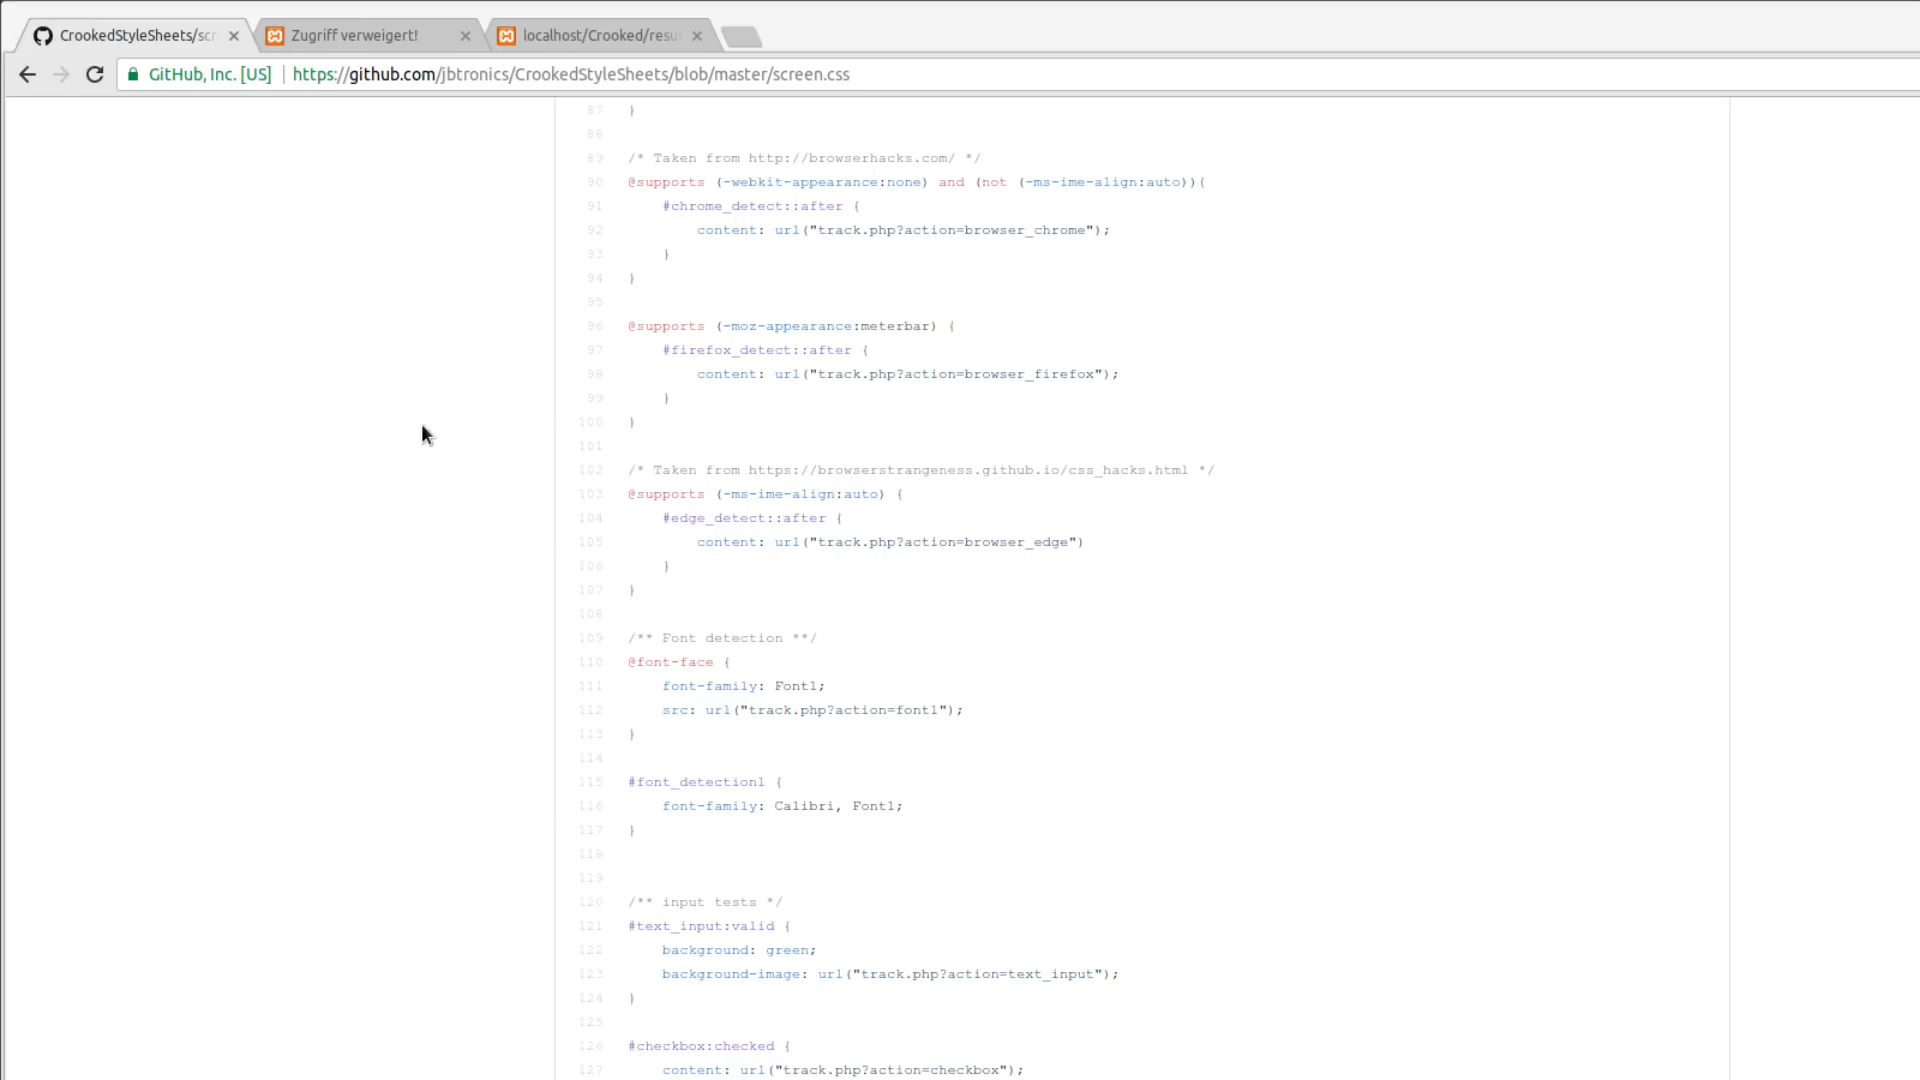 CrookedStyleSheets/scr
Zugriff verweigert!
localhost/Crooked/resu
GitHub, Inc. [US]
https://github.com/jbtronics/CrookedStyleSheets/blob/master/screen.css
87 }
88
89 /* Taken from http://browserhacks.com/ */
90 @supports (-webkit-appearance:none) and (not (-ms-ime-align:auto)){
91 #chrome_detect::after {
92 content: url("track.php?action=browser_chrome");
93 }
94 }
95
96 @supports (-moz-appearance:meterbar) {
97 #firefox_detect::after {
98 content: url("track.php?action=browser_firefox");
99 }
100 }
101
102 /* Taken from https://browserstrangeness.github.io/css_hacks.html */
103 @supports (-ms-ime-align:auto) {
104 #edge_detect::after {
105 content: url("track.php?action=browser_edge")
106 }
107 }
108
109 /** Font detection **/
110 @font-face {
111 font-family: Font1;
112 src: url("track.php?action=font1");
113 }
114
115 #font_detection1 {
116 font-family: Calibri, Font1;
117 }
118
119
120 /** input tests */
121 #text_input:valid {
122 background: green;
123 background-image: url("track.php?action=text_input");
124 }
125
126 #checkbox:checked {
127 content: url("track.php?action=checkbox");